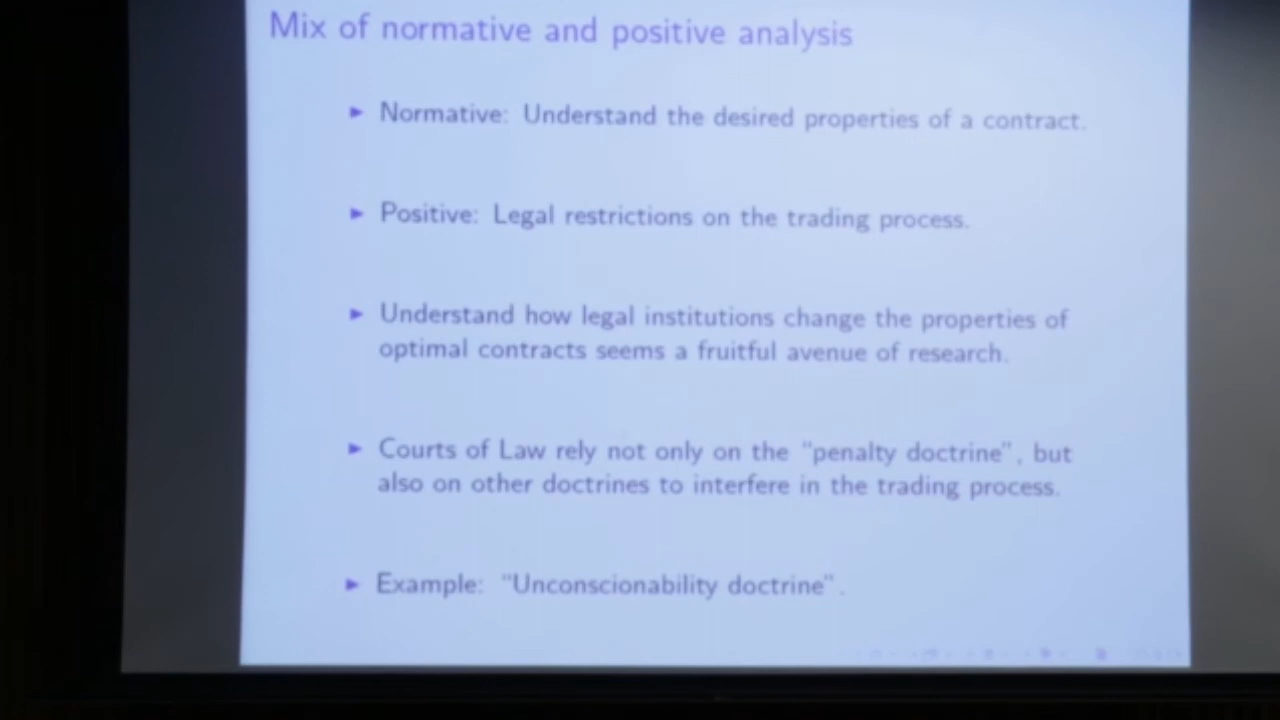 Mix of normative and positive analysis
► Normative: Understand the desired properties of a contract.
► Positive: Legal restrictions on the trading process.
► Understand how legal institutions change the properties of
optimal contracts seems a fruitful avenue of research.
► Courts of Law rely not only on the "penalty doctrine", but
also on other doctrines to interfere in the trading process.
► Example: "Unconscionability doctrine".